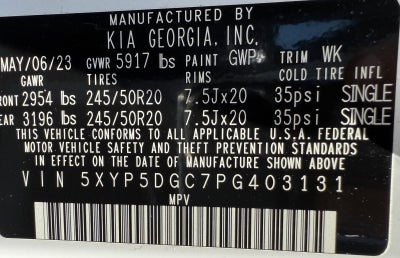 MANUFACTURED BY
KIA GEORGIA, INC.
MAY/06/23 GVWR 5917 lbs PAINT GWP TRIM WK
GAWR TIRES RIMS COLD TIRE INFL
FRONT 2954 lbs 245/50R20 7.5Jx20 35psi SINGLE
REAR 3196 lbs 245/50R20 7.5Jx20 35psi SINGLE
THIS VEHICLE CONFORMS TO ALL APPLICABLE U.S.A. FEDERAL
MOTOR VEHICLE SAFETY AND THEFT PREVENTION STANDARDS
IN EFFECT ON THE DATE OF MANUFACTURE SHOWN ABOVE
VIN 5XYP5DGC7PG403131
MPV